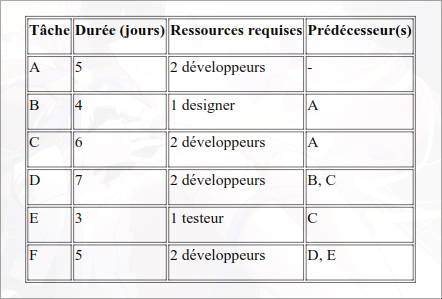 Tâche Durée (jours) Ressources requises Prédécesseur(s)
A 5 2 développeurs -
B 4 1 designer A
C 6 2 développeurs A
D 7 2 développeurs B, C
E 3 1 testeur C
F 5 2 développeurs D, E